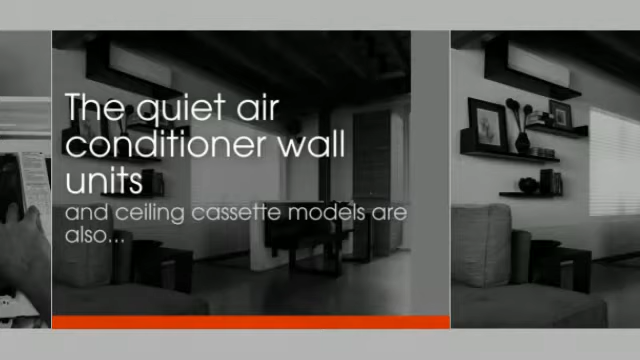 The quiet air
conditioner wall
units
and ceiling cassette models are
also...